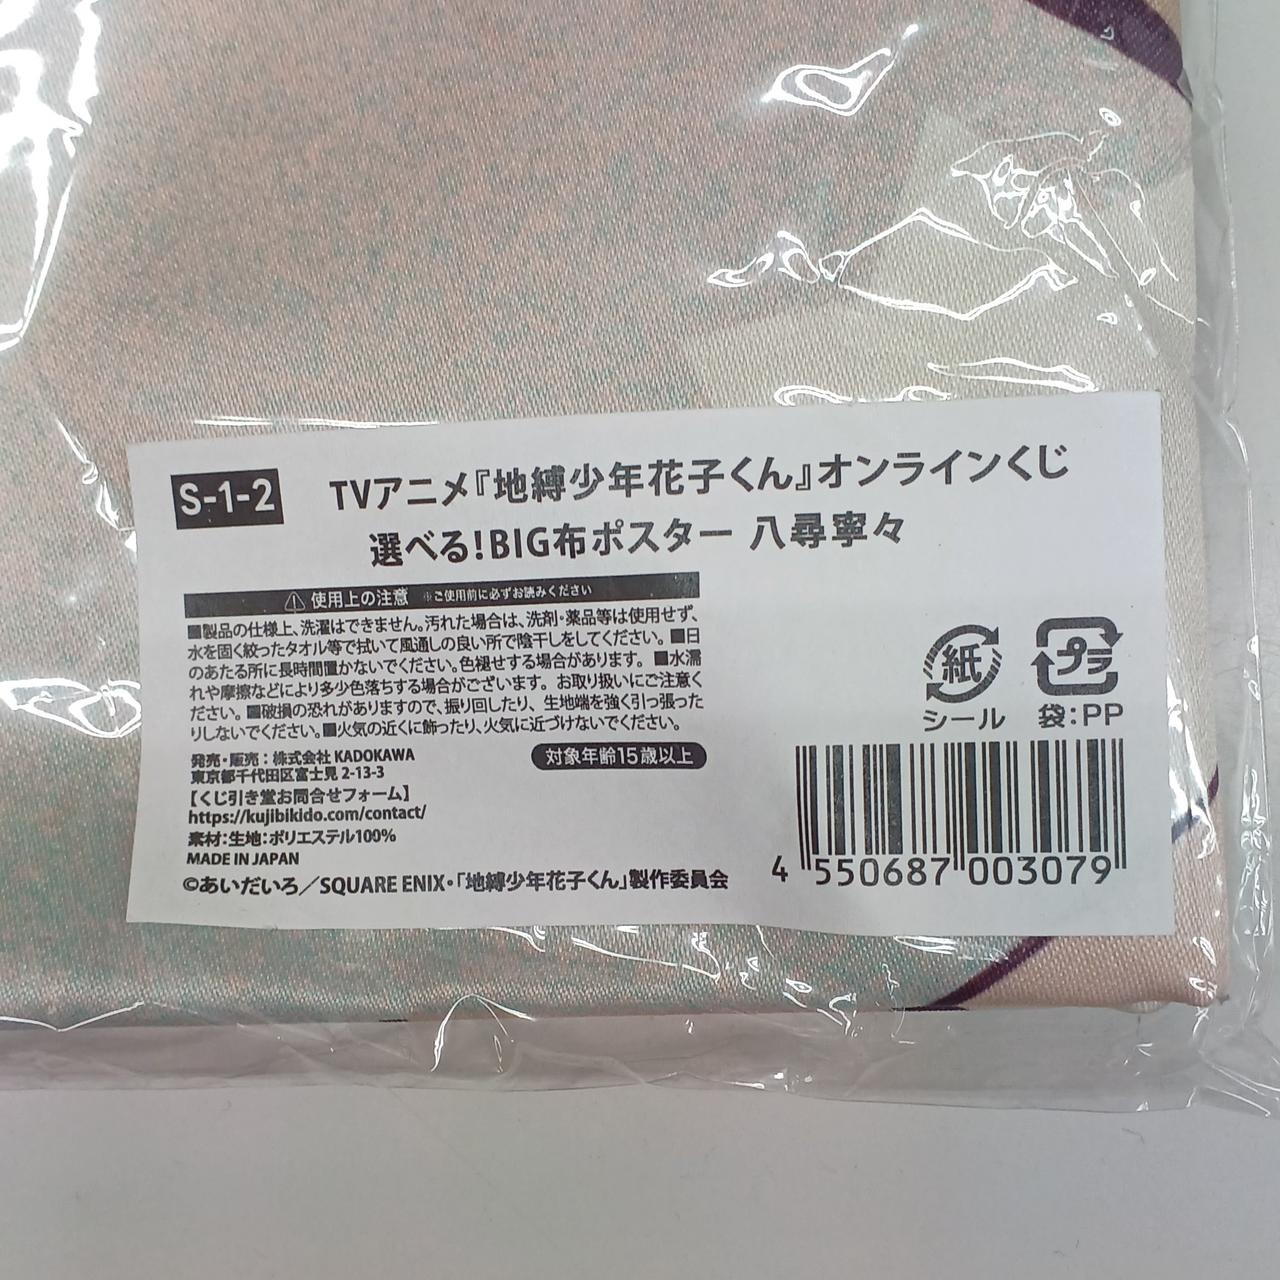 S-1-2
TVアニメ『地縛少年花子くん』オンラインくじ
選べる!BIG布ポスター 八尋寧々
使用上の注意 ※ご使用前に必ずお読みください
■製品の仕様上、洗濯はできません。汚れた場合は、洗剤・薬品等は使用せず、
水を固く絞ったタオル等で拭いて風通しの良い所で陰干しをしてください。■日
のあたる所に長時間置かないでください。色褪せする場合があります。■水濡
れや摩擦などにより多少色落ちする場合がございます。お取り扱いにご注意く
ださい。■破損の恐れがありますので、振り回したり、生地端を強く引っ張った
りしないでください。■火気の近くに飾ったり、火気に近づけないでください。
発売・販売:株式会社 KADOKAWA
東京都千代田区富士見 2-13-3
対象年齢15歳以上
【くじ引き堂お問合せフォーム】
https://kujibikido.com/contact/
素材:生地:ポリエステル100%
MADE IN JAPAN
©あいだいろ/SQUARE ENIX・「地縛少年花子くん」製作委員会
紙
シール
プラ
袋:PP
4 550687 003079